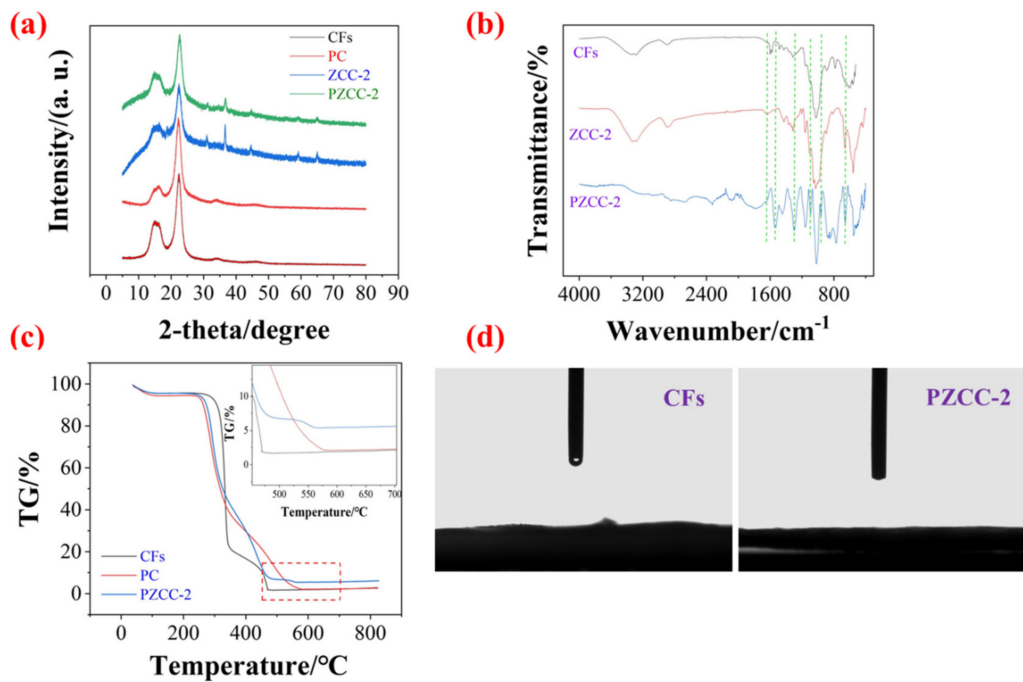 (a)
CFs
PC
ZCC-2
PZCC-2
Intensity/(a. u.)
0 10 20 30 40 50 60 70 80 90
2-theta/degree
(b)
CFs
ZCC-2
PZCC-2
Transmittance/%
4000 3200 2400 1600 800
Wavenumber/cm⁻¹
(c)
100
80
60
40
20
0
TG/%
CFs
PC
PZCC-2
0 200 400 600 800
Temperature/°C
10
5
0
TG/%
500 550 600 650 700
Temperature/°C
(d)
CFs
PZCC-2